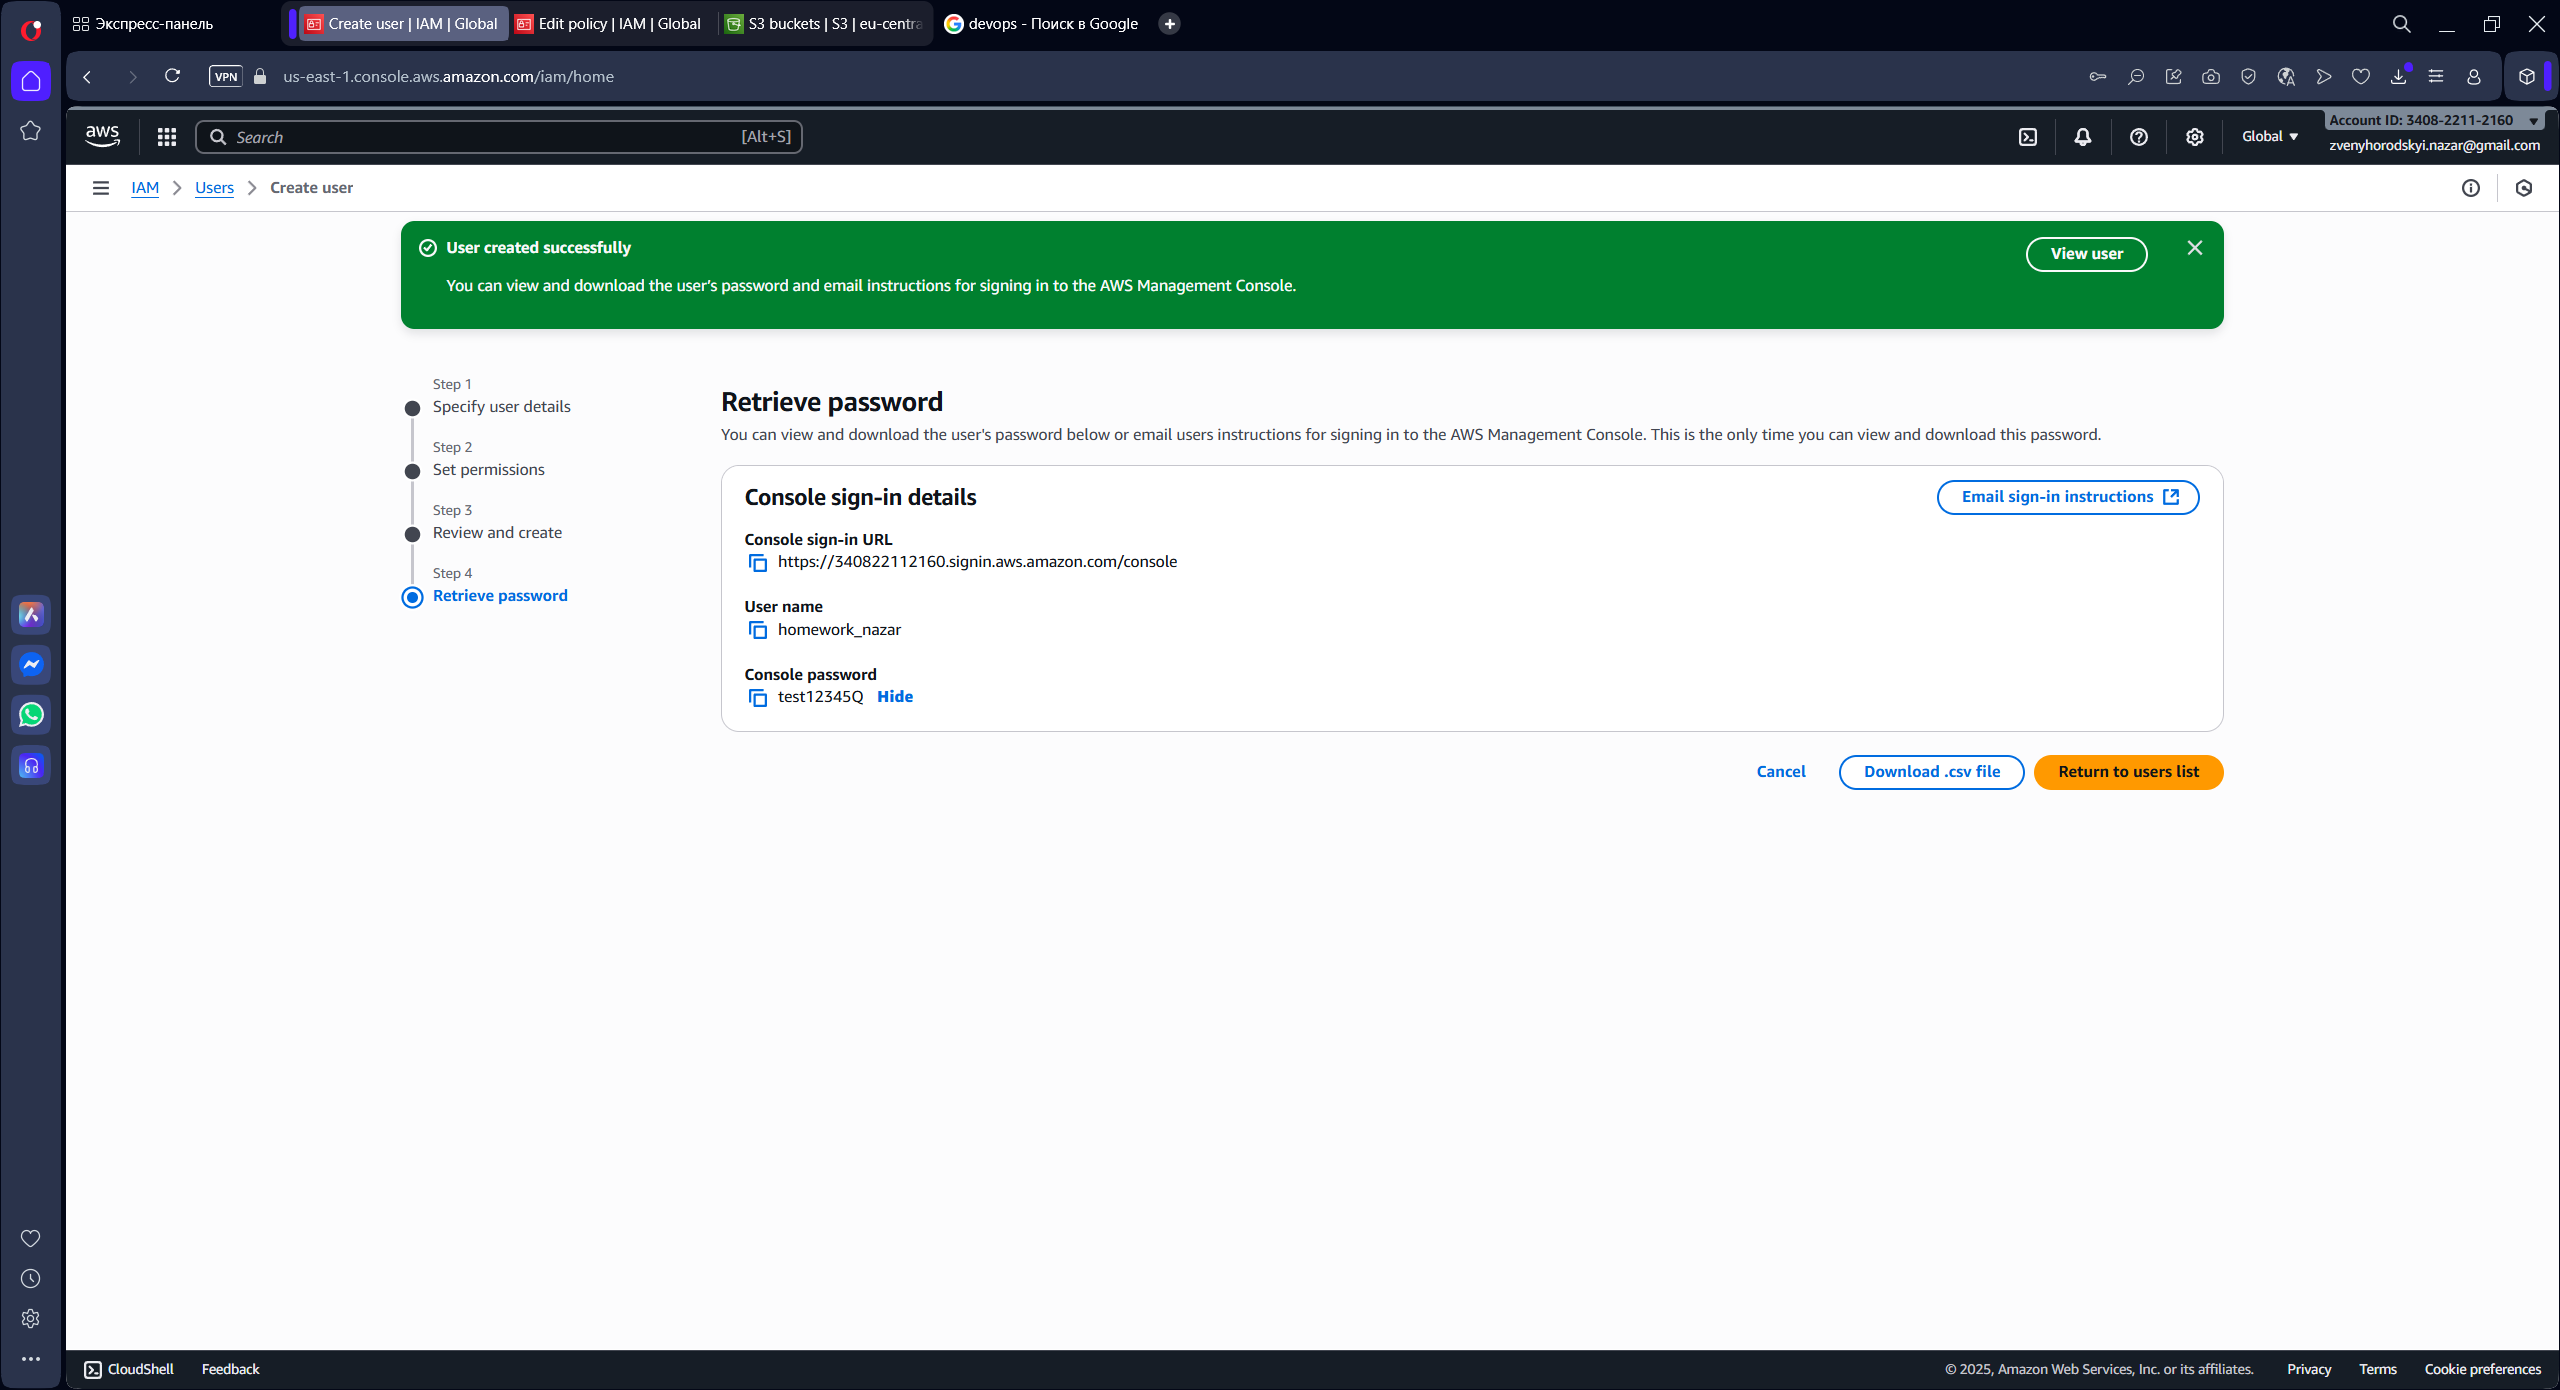 Экспресс-панель
Create user | IAM | Global
Edit policy | IAM | Global
S3 buckets | S3 | eu-centra
devops - Поиск в Google
VPN
us-east-1.console.aws.amazon.com/iam/home
aws
Search
[Alt+S]
Global
Account ID: 3408-2211-2160
zvenyhorodskyi.nazar@gmail.com
IAM
Users
Create user
User created successfully
You can view and download the user's password and email instructions for signing in to the AWS Management Console.
View user
Step 1
Specify user details
Step 2
Set permissions
Step 3
Review and create
Step 4
Retrieve password
Retrieve password
You can view and download the user's password below or email users instructions for signing in to the AWS Management Console. This is the only time you can view and download this password.
Console sign-in details
Email sign-in instructions
Console sign-in URL
https://340822112160.signin.aws.amazon.com/console
User name
homework_nazar
Console password
test12345Q Hide
Cancel
Download .csv file
Return to users list
CloudShell
Feedback
© 2025, Amazon Web Services, Inc. or its affiliates.
Privacy
Terms
Cookie preferences